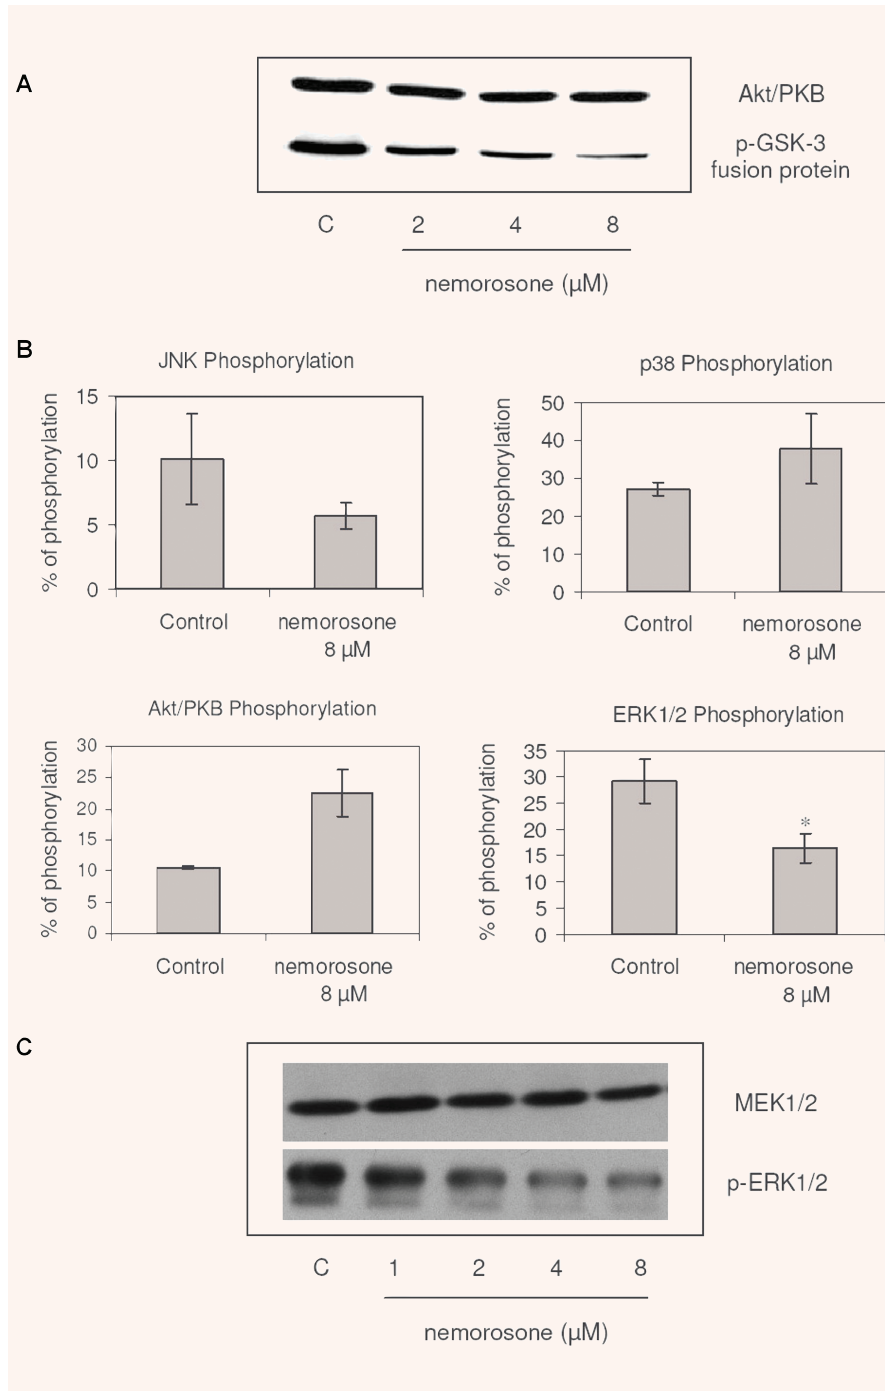 A
Akt/PKB
p-GSK-3
fusion protein
C 2 4 8
nemorosone (µM)
B
JNK Phosphorylation
% of phosphorylation
15
10
5
0
Control nemorosone
8 µM
p38 Phosphorylation
% of phosphorylation
50
40
30
20
10
0
Control nemorosone
8 µM
Akt/PKB Phosphorylation
% of phosphorylation
30
25
20
15
10
5
0
Control nemorosone
8 µM
ERK1/2 Phosphorylation
% of phosphorylation
35
30
25
20
15
10
5
0
*
Control nemorosone
8 µM
C
MEK1/2
p-ERK1/2
C 1 2 4 8
nemorosone (µM)